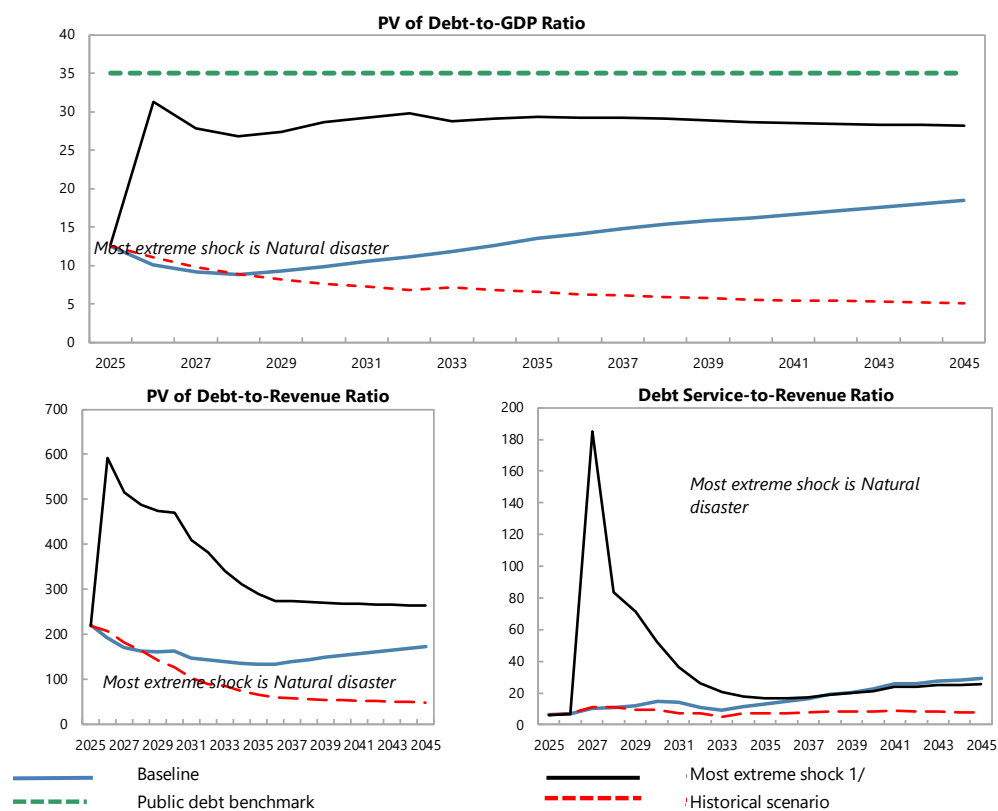 PV of Debt-to-GDP Ratio
40
35
30
25
20
15
Most extreme shock is Natural disaster
10
5
0
2025 2027 2029 2031 2033 2035 2037 2039 2041 2043 2045
PV of Debt-to-Revenue Ratio
700
600
500
400
300
200
100
Most extreme shock is Natural disaster
0
2025 2027 2029 2031 2033 2035 2037 2039 2041 2043 2045
Debt Service-to-Revenue Ratio
200
180
160
140
120
100
80
60
40
20
0
Most extreme shock is Natural
disaster
2025 2027 2029 2031 2033 2035 2037 2039 2041 2043 2045
Baseline
Public debt benchmark
Most extreme shock 1/
Historical scenario